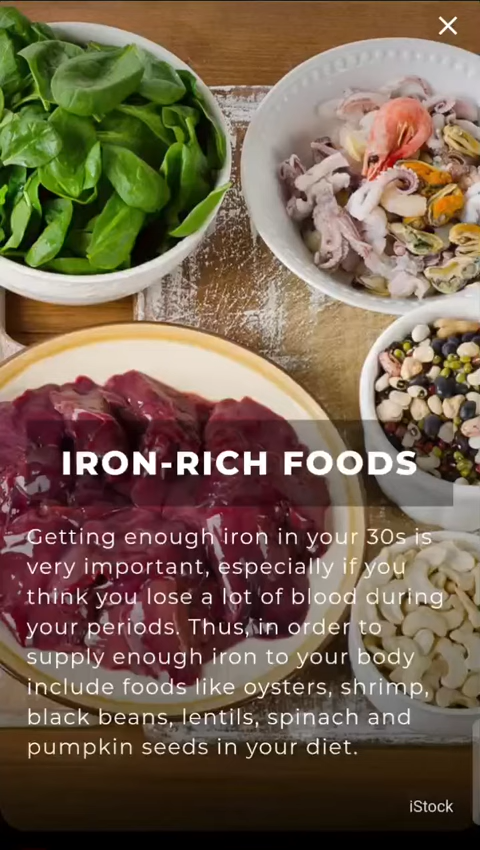 IRON-RICH FOODS
Getting enough iron in your 30s is
very important, especially if you
think you lose a lot of blood during
your periods. Thus, in order to
supply enough iron to your body
include foods like oysters, shrimp,
black beans, lentils, spinach and
pumpkin seeds in your diet.
iStock